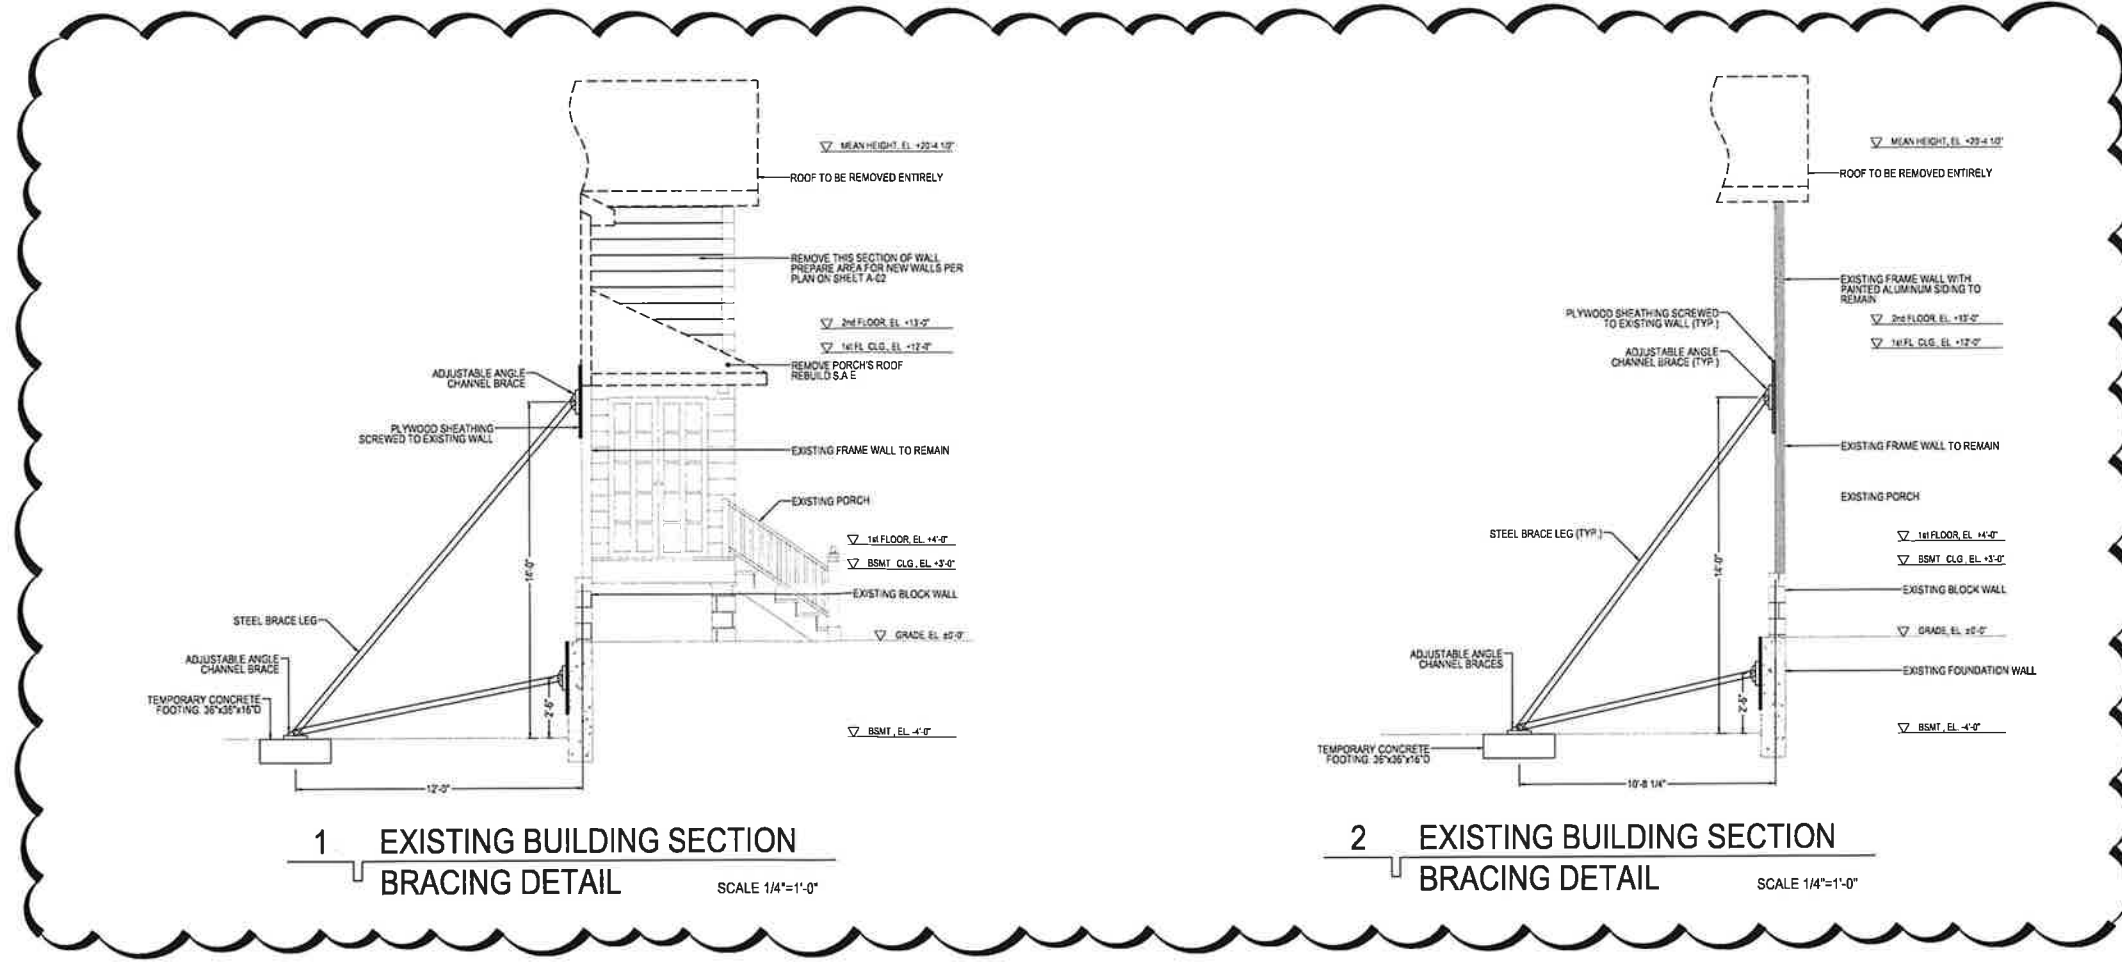 MEAN HEIGHT, EL. +20'-4 1/2"
ROOF TO BE REMOVED ENTIRELY
REMOVE THIS SECTION OF WALL
PREPARE AREA FOR NEW WALLS PER
PLAN ON SHEET A-02
2nd FLOOR, EL. +13'-0"
1st FL. CLG., EL. +12'-0"
REMOVE PORCH'S ROOF
REBUILD S.A.E
ADJUSTABLE ANGLE
CHANNEL BRACE
PLYWOOD SHEATHING
SCREWED TO EXISTING WALL
EXISTING FRAME WALL TO REMAIN
EXISTING PORCH
1st FLOOR, EL. +4'-0"
BSMT. CLG., EL. +3'-0"
14'-0"
EXISTING BLOCK WALL
STEEL BRACE LEG
GRADE, EL. ±0'-0"
ADJUSTABLE ANGLE
CHANNEL BRACE
TEMPORARY CONCRETE
FOOTING. 36"x36"x16"D
2'-6"
BSMT., EL. -4'-0"
12'-0"
1 EXISTING BUILDING SECTION
BRACING DETAIL SCALE 1/4"=1'-0"
MEAN HEIGHT, EL. +20'-4 1/2"
ROOF TO BE REMOVED ENTIRELY
EXISTING FRAME WALL WITH
PANTED ALUMINUM SIDING TO
REMAIN
PLYWOOD SHEATHING SCREWED
TO EXISTING WALL (TYP.)
2nd FLOOR, EL. +13'-0"
1st FL. CLG., EL. +12'-0"
ADJUSTABLE ANGLE
CHANNEL BRACE (TYP.)
EXISTING FRAME WALL TO REMAIN
EXISTING PORCH
STEEL BRACE LEG (TYP.)
1st FLOOR, EL. +4'-0"
BSMT. CLG., EL. +3'-0"
14'-0"
EXISTING BLOCK WALL
GRADE, EL. ±0'-0"
ADJUSTABLE ANGLE
CHANNEL BRACES
EXISTING FOUNDATION WALL
2'-6"
BSMT., EL. -4'-0"
TEMPORARY CONCRETE
FOOTING. 36"x36"x16"D
10'-8 1/4"
2 EXISTING BUILDING SECTION
BRACING DETAIL SCALE 1/4"=1'-0"